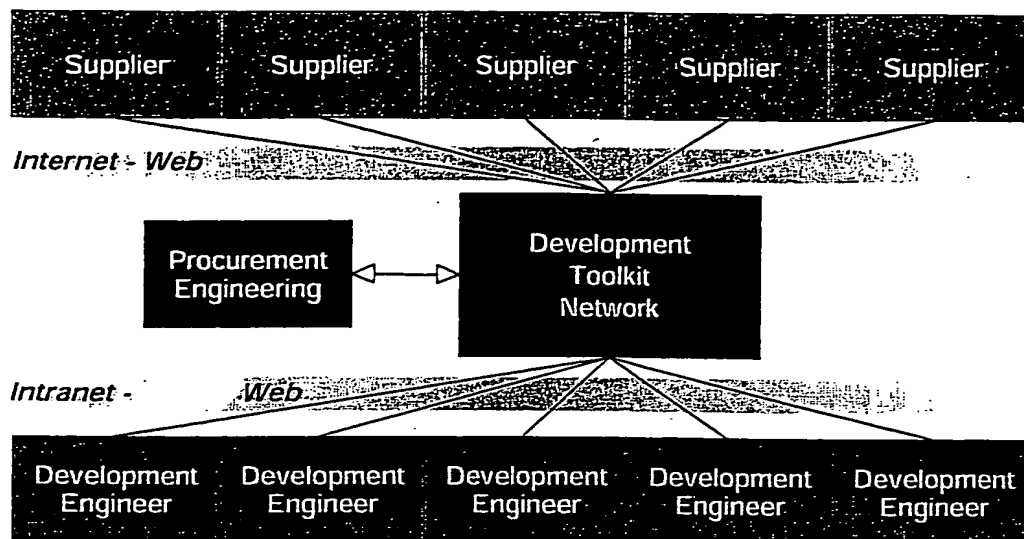 Supplier Supplier Supplier Supplier Supplier
Internet - Web
Procurement
Engineering
Development
Toolkit
Network
Intranet - Web
Development Development Development Development Development
Engineer Engineer Engineer Engineer Engineer